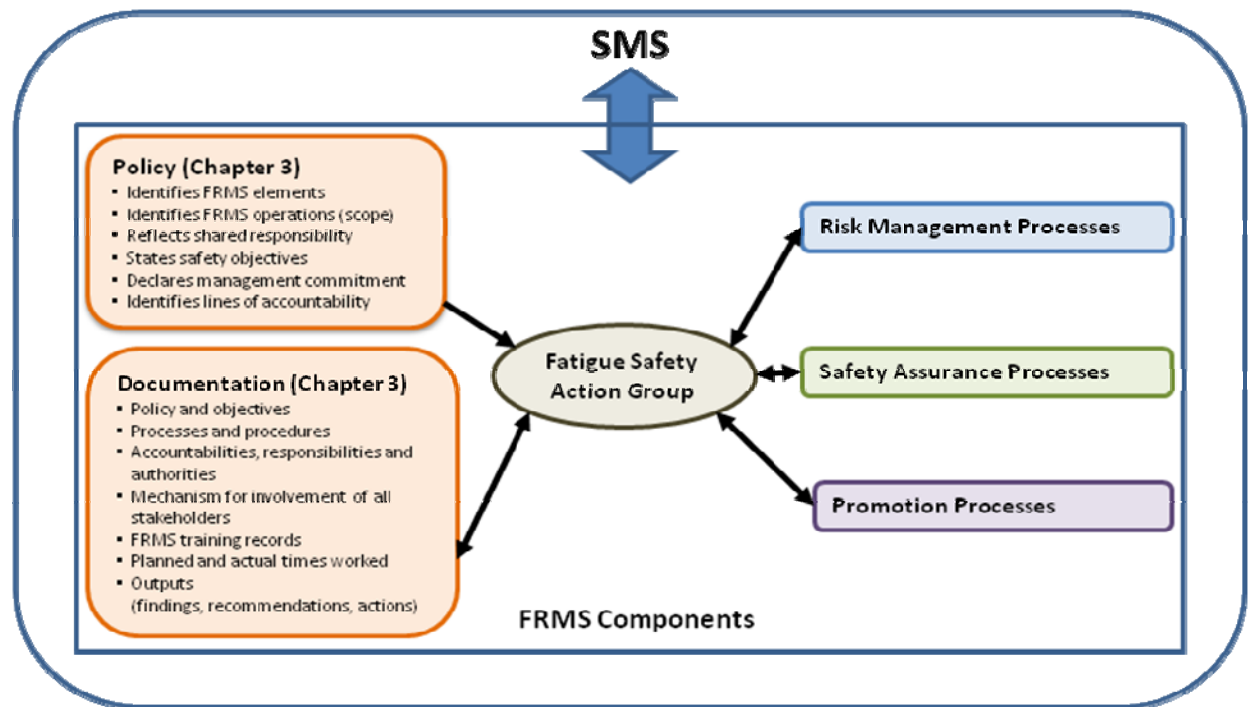 SMS
Policy (Chapter 3)
▪ Identifies FRMS elements
▪ Identifies FRMS operations (scope)
▪ Reflects shared responsibility
▪ States safety objectives
▪ Declares management commitment
▪ Identifies lines of accountability
Documentation (Chapter 3)
▪ Policy and objectives
▪ Processes and procedures
▪ Accountabilities, responsibilities and
authorities
▪ Mechanism for involvement of all
stakeholders
▪ FRMS training records
▪ Planned and actual times worked
▪ Outputs
(findings, recommendations, actions)
Fatigue Safety
Action Group
Risk Management Processes
Safety Assurance Processes
Promotion Processes
FRMS Components